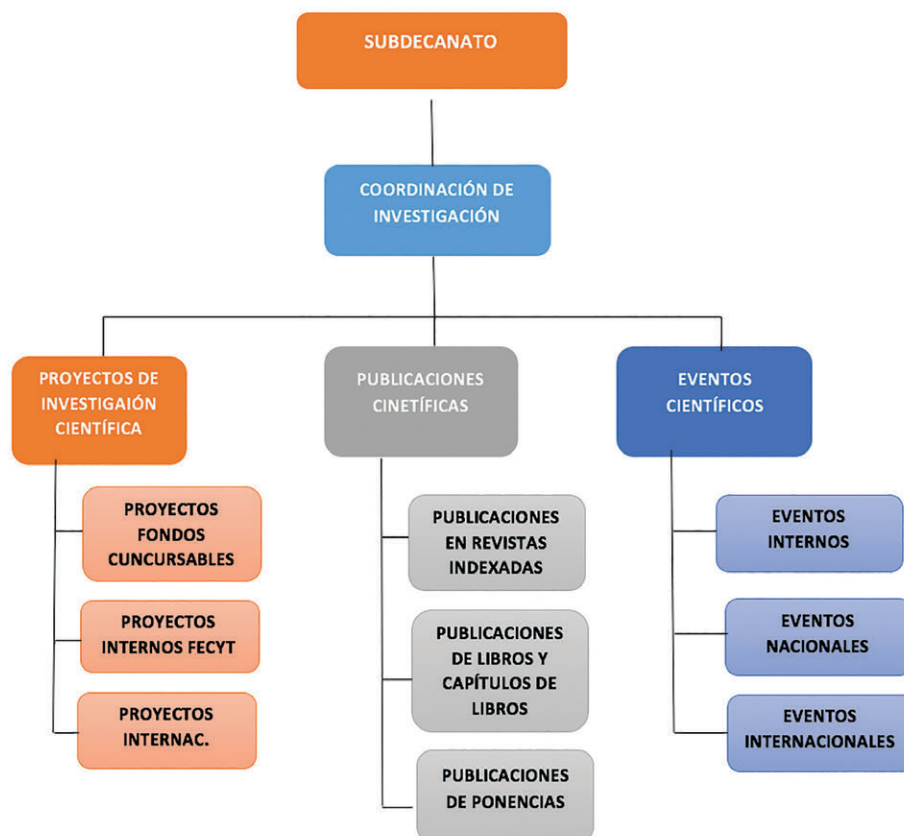 SUBDECANATO
COORDINACIÓN DE
INVESTIGACIÓN
PROYECTOS DE
INVESTIGAIÓN
CIENTÍFICA
PROYECTOS
FONDOS
CUNCURSABLES
PROYECTOS
INTERNOS FECYT
PROYECTOS
INTERNAC.
PUBLICACIONES
CINETÍFICAS
PUBLICACIONES
EN REVISTAS
INDEXADAS
PUBLICACIONES
DE LIBROS Y
CAPÍTULOS DE
LIBROS
PUBLICACIONES
DE PONENCIAS
EVENTOS
CIENTÍFICOS
EVENTOS
INTERNOS
EVENTOS
NACIONALES
EVENTOS
INTERNACIONALES